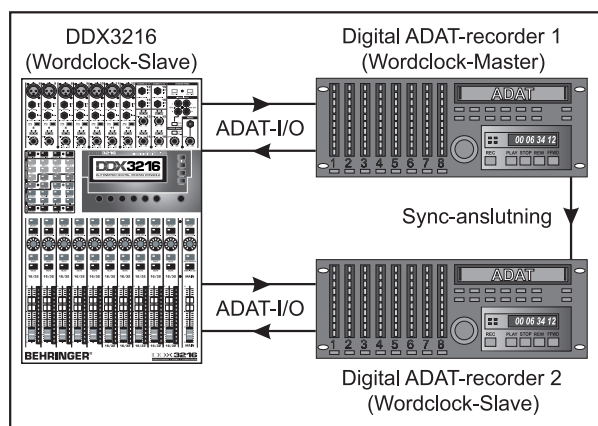 DDX3216
(Wordclock-Slave)
Digital ADAT-recorder 1
(Wordclock-Master)
ADAT-I/O
ADAT
00 06 34 12
REC PLAY STOP REW FFWD
1 2 3 4 5 6 7 8
DDX3216
Sync-anslutning
ADAT-I/O
ADAT
00 06 34 12
REC PLAY STOP REW FFWD
1 2 3 4 5 6 7 8
BEHRINGER
DDX3216
Digital ADAT-recorder 2
(Wordclock-Slave)